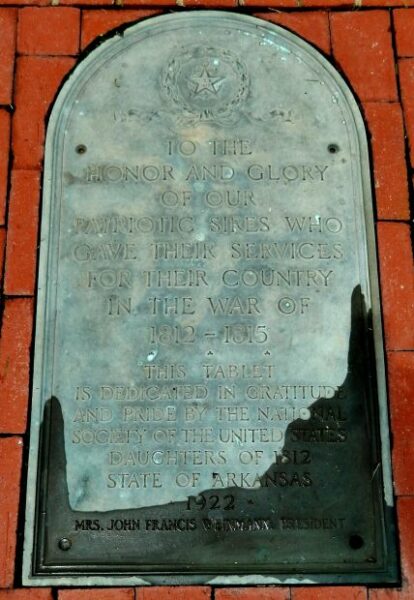 TO THE
HONOR AND GLORY
OF OUR
PATRIOTIC SIRES WHO
GAVE THEIR SERVICES
FOR THEIR COUNTRY
IN THE WAR OF
1812 - 1815
THIS TABLET
IS DEDICATED IN GRATITUDE
AND PRIDE BY THE NATIONAL
SOCIETY OF THE UNITED STATES
DAUGHTERS OF 1812
STATE OF ARKANSAS
1922
MRS. JOHN FRANCIS WEINMANN PRESIDENT